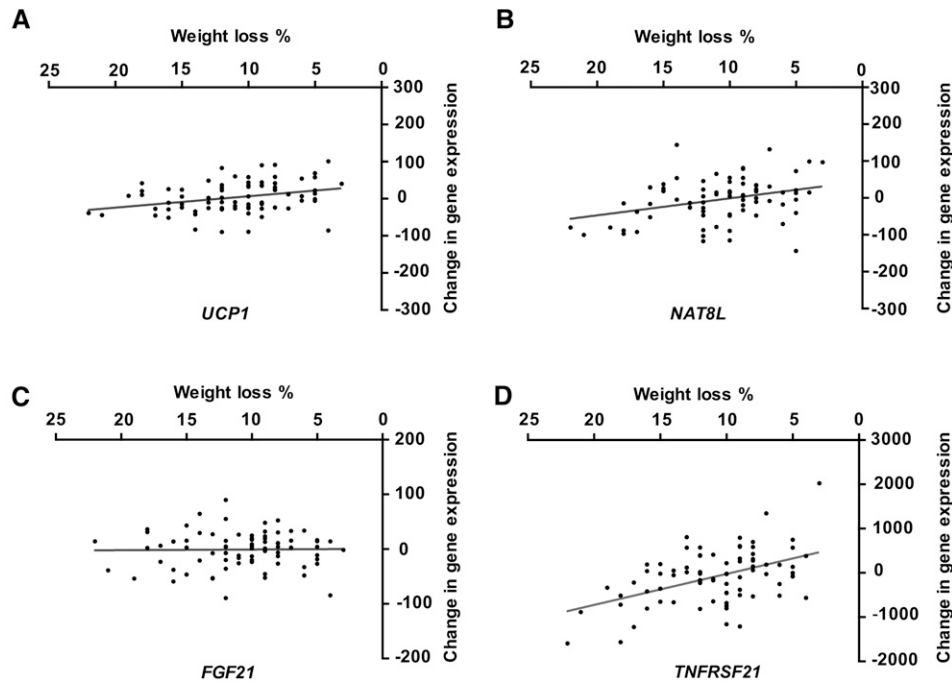 A
Weight loss %
25 20 15 10 5 0
300
200
100
0
-100
-200
-300
Change in gene expression
UCP1
B
Weight loss %
25 20 15 10 5 0
300
200
100
0
-100
-200
-300
Change in gene expression
NAT8L
C
Weight loss %
25 20 15 10 5 0
200
100
0
-100
-200
Change in gene expression
FGF21
D
Weight loss %
25 20 15 10 5 0
3000
2000
1000
0
-1000
-2000
Change in gene expression
TNFRSF21